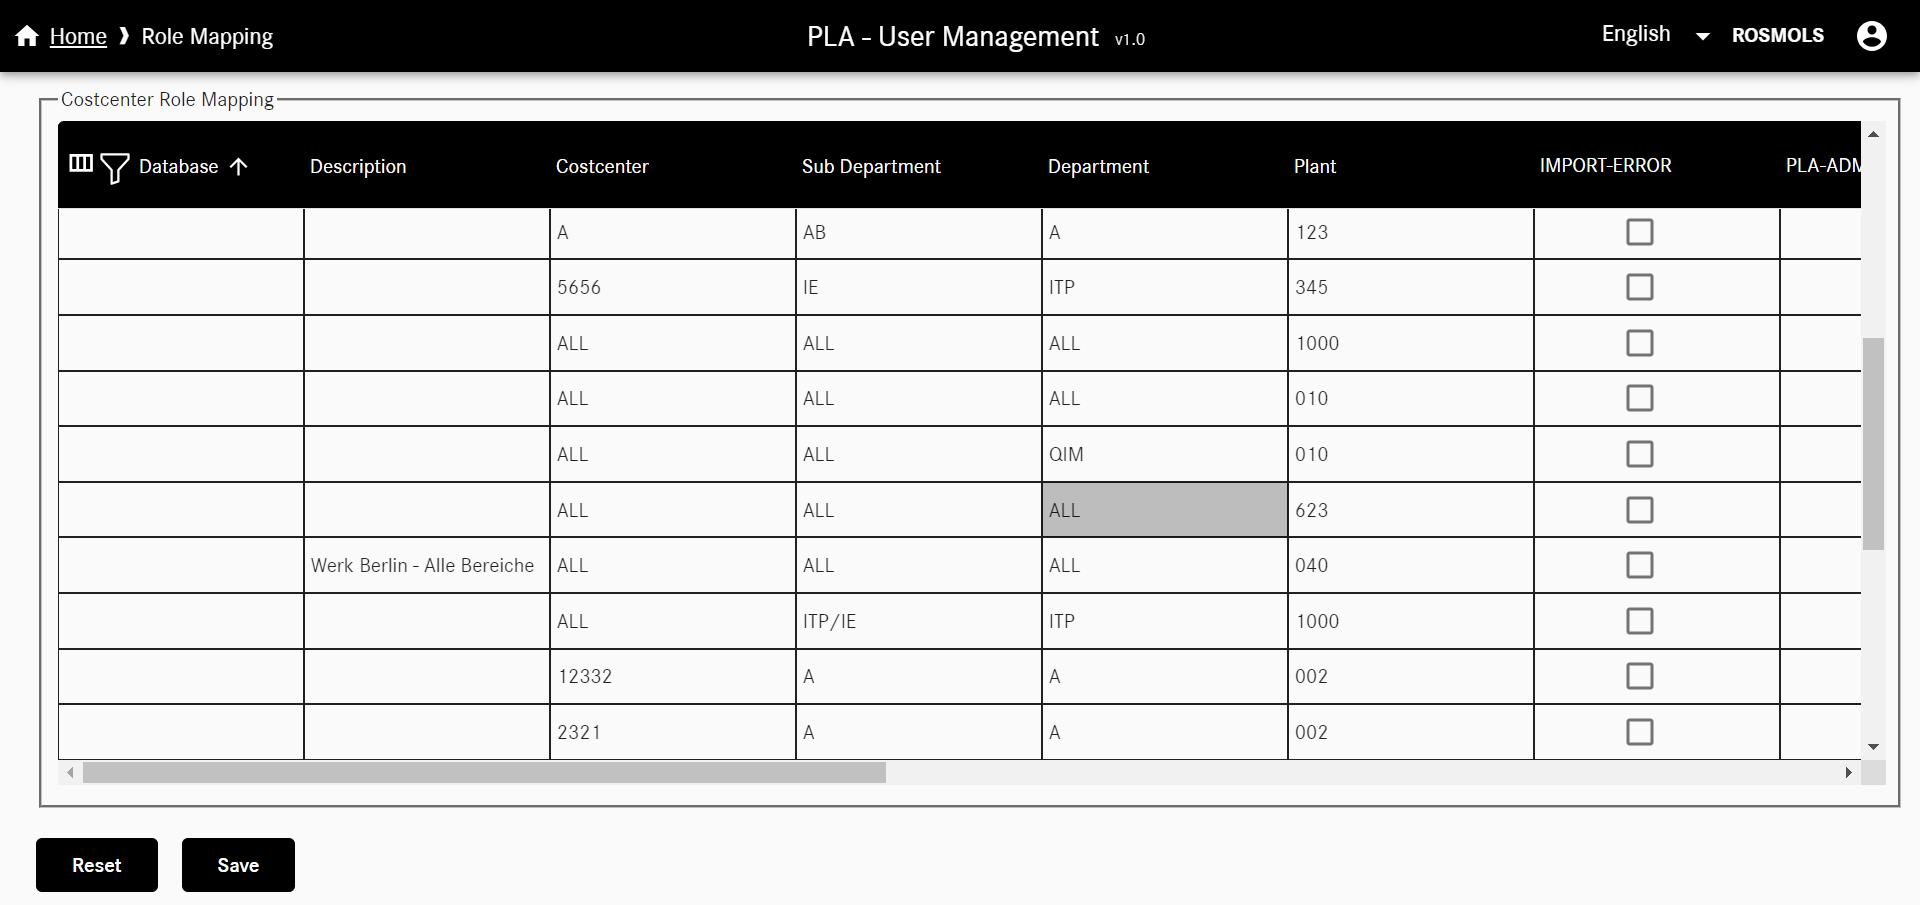 Home ❱ Role Mapping
PLA - User Management v1.0
English
ROSMOLS
Costcenter Role Mapping
Database Description Costcenter Sub Department Department Plant IMPORT-ERROR PLA-ADM
A AB A 123
5656 IE ITP 345
ALL ALL ALL 1000
ALL ALL ALL 010
ALL ALL QIM 010
ALL ALL ALL 623
Werk Berlin - Alle Bereiche ALL ALL ALL 040
ALL ITP/IE ITP 1000
12332 A A 002
2321 A A 002
Reset Save